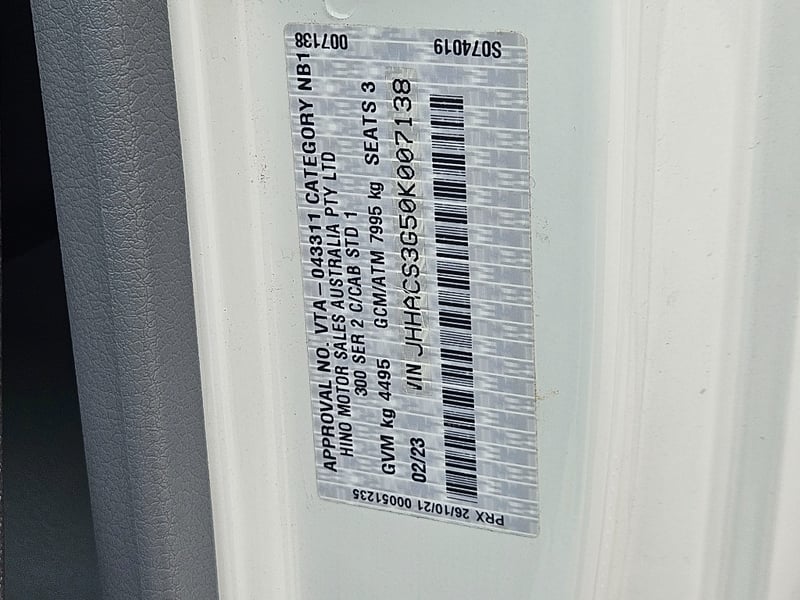 APPROVAL NO. VTA-043311 CATEGORY NB1
HINO MOTOR SALES AUSTRALIA PTY LTD
300 SER 2 C/CAB STD 1
GVM kg 4495 GCM/ATM 7995 kg SEATS 3
02/23 VIN JHHACS3G50K007138
007138
S074019
PRX 26/10/21 00051235